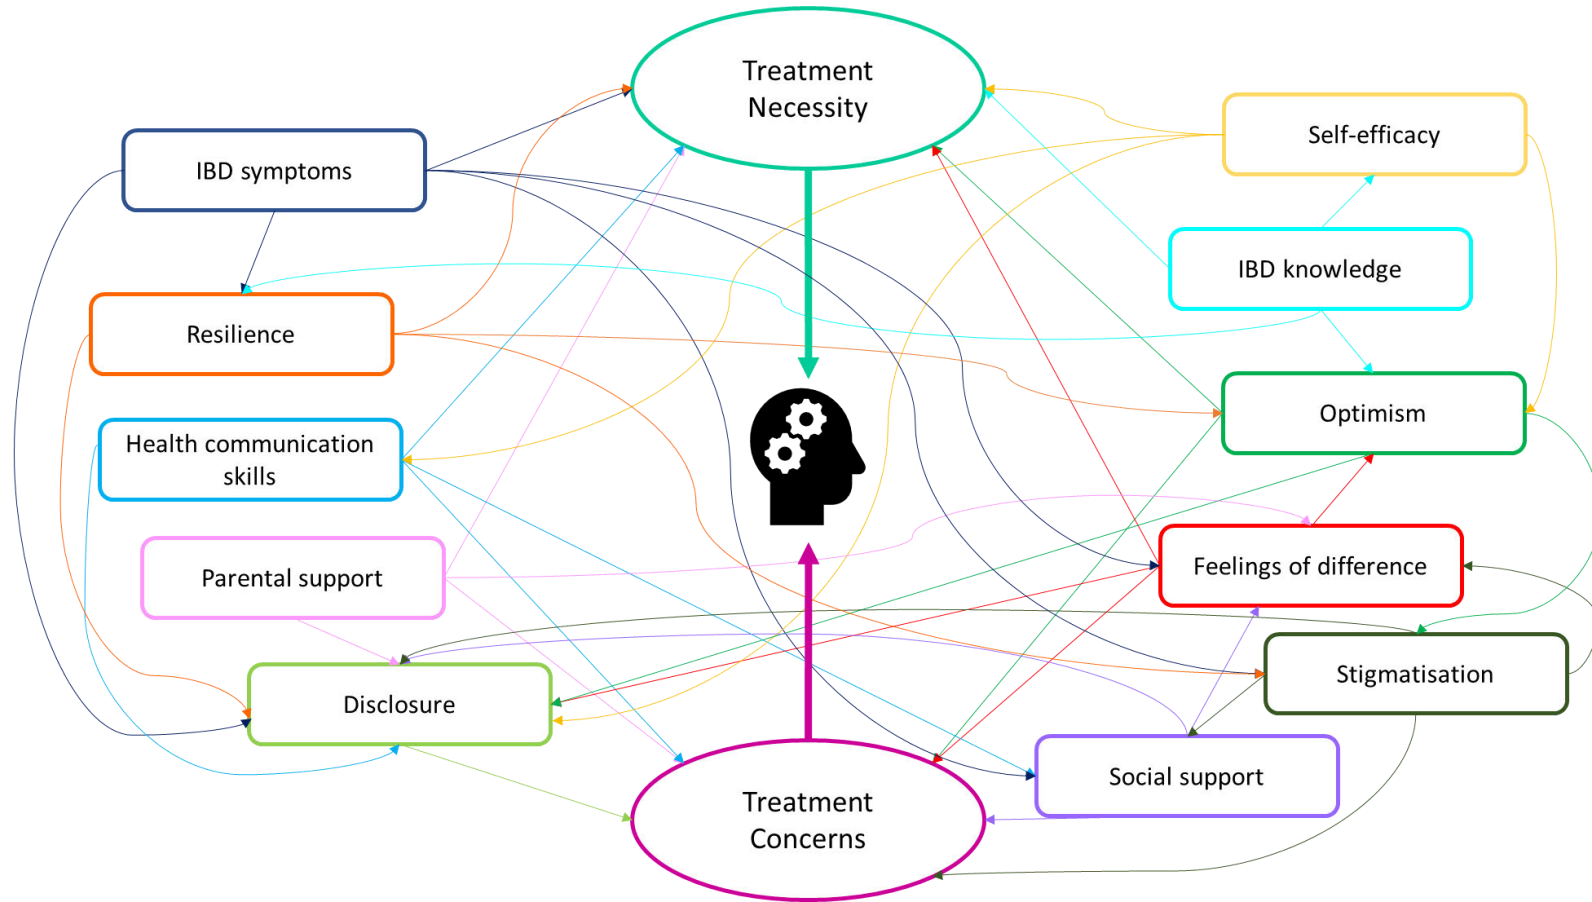 Treatment
Necessity
Self-efficacy
IBD symptoms
IBD knowledge
Resilience
Optimism
Health communication
skills
Feelings of difference
Parental support
Stigmatisation
Disclosure
Social support
Treatment
Concerns